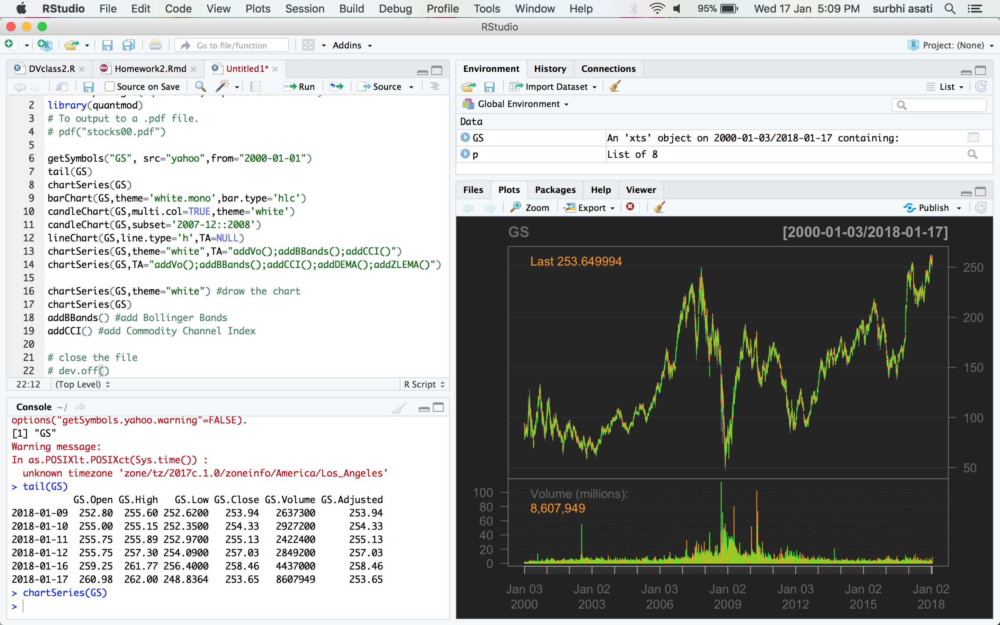 RStudio File Edit Code View Plots Session Build Debug Profile Tools Window Help 95% Wed 17 Jan 5:09 PM surbhi asati
RStudio
Go to file/function Addins Project: (None)
DVclass2.R Homework2.Rmd Untitled1*
Source on Save Run Source
2 library(quantmod)
3 # To output to a .pdf file.
4 # pdf("stocks00.pdf")
5
6 getSymbols("GS", src="yahoo",from="2000-01-01")
7 tail(GS)
8 chartSeries(GS)
9 barChart(GS,theme='white.mono',bar.type='hlc')
10 candleChart(GS,multi.col=TRUE,theme='white')
11 candleChart(GS,subset='2007-12::2008')
12 lineChart(GS,line.type='h',TA=NULL)
13 chartSeries(GS,theme="white",TA="addVo();addBBands();addCCI()")
14 chartSeries(GS,TA="addVo();addBBands();addCCI();addDEMA();addZLEMA()")
15
16 chartSeries(GS,theme="white") #draw the chart
17 chartSeries(GS)
18 addBBands() #add Bollinger Bands
19 addCCI() #add Commodity Channel Index
20
21 # close the file
22 # dev.off()
22:12 (Top Level) R Script
Console ~/
options("getSymbols.yahoo.warning"=FALSE).
[1] "GS"
Warning message:
In as.POSIXlt.POSIXct(Sys.time()) :
unknown timezone 'zone/tz/2017c.1.0/zoneinfo/America/Los_Angeles'
> tail(GS)
GS.Open GS.High GS.Low GS.Close GS.Volume GS.Adjusted
2018-01-09 252.80 255.60 252.6200 253.94 2637300 253.94
2018-01-10 255.00 255.15 252.3500 254.33 2927200 254.33
2018-01-11 255.75 255.89 252.9700 255.13 2422400 255.13
2018-01-12 255.75 257.30 254.0900 257.03 2849200 257.03
2018-01-16 259.25 261.77 256.4000 258.46 4437000 258.46
2018-01-17 260.98 262.00 248.8364 253.65 8607949 253.65
> chartSeries(GS)
>
Environment History Connections
Import Dataset List
Global Environment
Data
GS An 'xts' object on 2000-01-03/2018-01-17 containing:
p List of 8
Files Plots Packages Help Viewer
Zoom Export Publish
GS [2000-01-03/2018-01-17]
Last 253.649994
250
200
150
100
50
Volume (millions):
8,607,949
100
80
60
40
20
0
Jan 03 Jan 02 Jan 03 Jan 02 Jan 03 Jan 02 Jan 02
2000 2003 2006 2009 2012 2015 2018